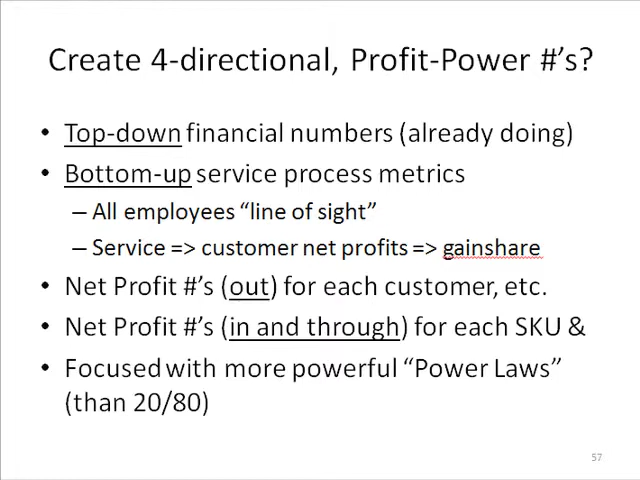 Create 4-directional, Profit-Power #'s?
• Top-down financial numbers (already doing)
• Bottom-up service process metrics
– All employees “line of sight”
– Service => customer net profits => gainshare
• Net Profit #'s (out) for each customer, etc.
• Net Profit #'s (in and through) for each SKU &
• Focused with more powerful “Power Laws”
(than 20/80)
57